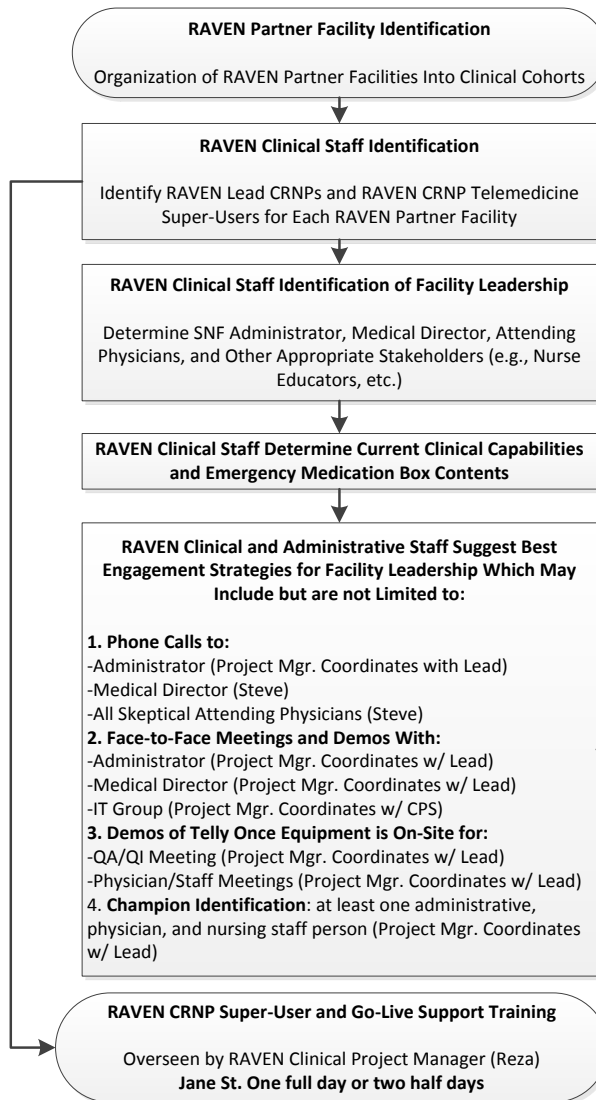 RAVEN Partner Facility Identification
Organization of RAVEN Partner Facilities Into Clinical Cohorts
RAVEN Clinical Staff Identification
Identify RAVEN Lead CRNPs and RAVEN CRNP Telemedicine
Super-Users for Each RAVEN Partner Facility
RAVEN Clinical Staff Identification of Facility Leadership
Determine SNF Administrator, Medical Director, Attending
Physicians, and Other Appropriate Stakeholders (e.g., Nurse
Educators, etc.)
RAVEN Clinical Staff Determine Current Clinical Capabilities
and Emergency Medication Box Contents
RAVEN Clinical and Administrative Staff Suggest Best
Engagement Strategies for Facility Leadership Which May
Include but are not Limited to:
1. Phone Calls to:
-Administrator (Project Mgr. Coordinates with Lead)
-Medical Director (Steve)
-All Skeptical Attending Physicians (Steve)
2. Face-to-Face Meetings and Demos With:
-Administrator (Project Mgr. Coordinates w/ Lead)
-Medical Director (Project Mgr. Coordinates w/ Lead)
-IT Group (Project Mgr. Coordinates w/ CPS)
3. Demos of Telly Once Equipment is On-Site for:
-QA/QI Meeting (Project Mgr. Coordinates w/ Lead)
-Physician/Staff Meetings (Project Mgr. Coordinates w/ Lead)
4. Champion Identification: at least one administrative,
physician, and nursing staff person (Project Mgr. Coordinates
w/ Lead)
RAVEN CRNP Super-User and Go-Live Support Training
Overseen by RAVEN Clinical Project Manager (Reza)
Jane St. One full day or two half days